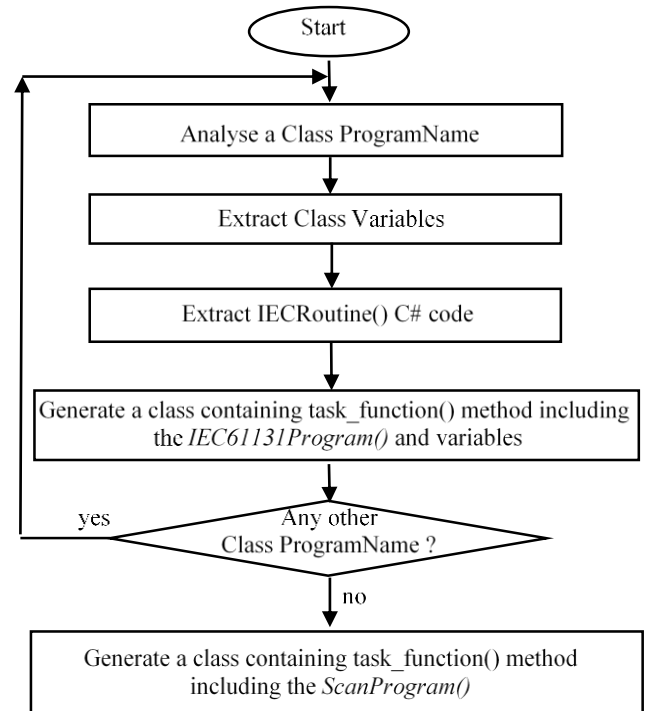 Start
Analyse a Class ProgramName
Extract Class Variables
Extract IECRoutine() C# code
Generate a class containing task_function() method including
the IEC61131Program() and variables
yes
Any other
Class ProgramName ?
no
Generate a class containing task_function() method
including the ScanProgram()